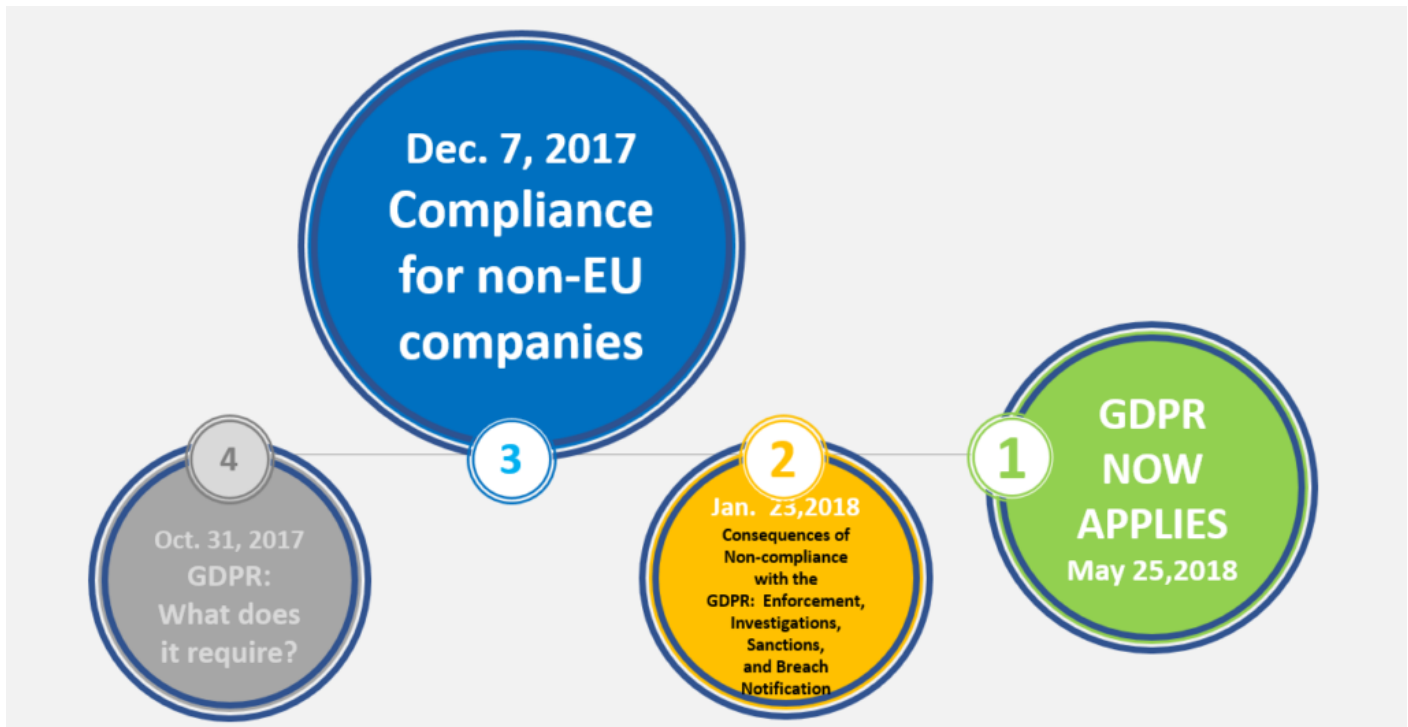 4
Oct. 31, 2017
GDPR:
What does
it require?
Dec. 7, 2017
Compliance
for non-EU
companies
3
2
Jan. 23,2018
Consequences of
Non-compliance
with the
GDPR: Enforcement,
Investigations,
Sanctions,
and Breach
Notification
1
GDPR
NOW
APPLIES
May 25,2018